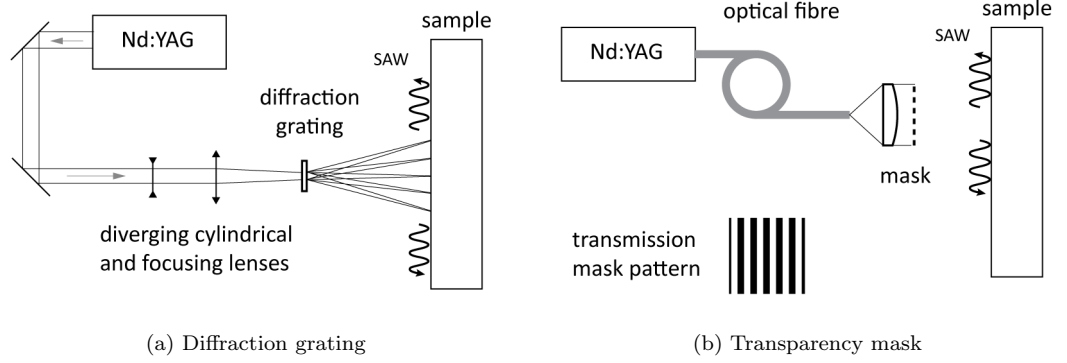 Nd:YAG
sample
SAW
diffraction
grating
diverging cylindrical
and focusing lenses
(a) Diffraction grating
optical fibre
Nd:YAG
sample
SAW
mask
transmission
mask pattern
(b) Transparency mask